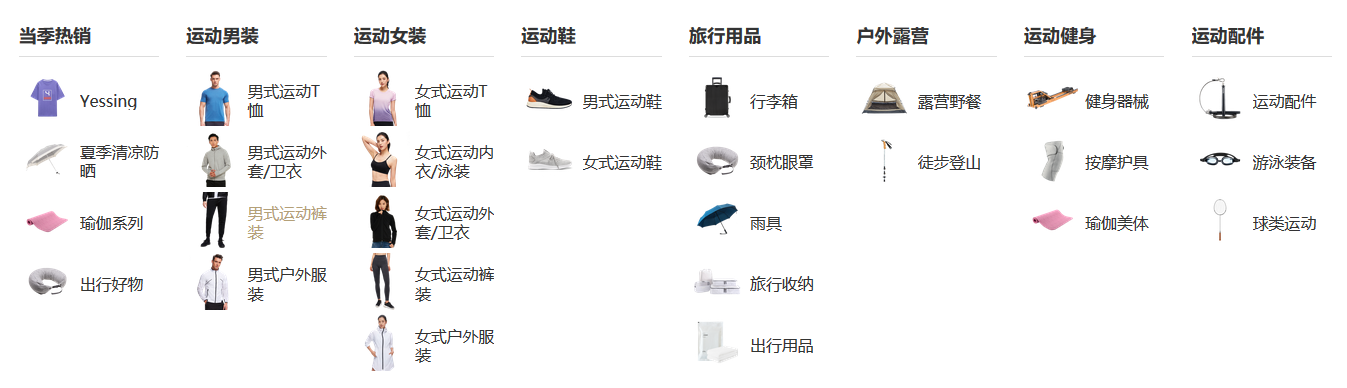 当季热销
Yessing
夏季清凉防
晒
瑜伽系列
出行好物
运动男装
男式运动T
恤
男式运动外
套/卫衣
男式运动裤
装
男式户外服
装
运动女装
女式运动T
恤
女式运动内
衣/泳装
女式运动外
套/卫衣
女式运动裤
装
女式户外服
装
运动鞋
男式运动鞋
女式运动鞋
旅行用品
行李箱
颈枕眼罩
雨具
旅行收纳
出行用品
户外露营
露营野餐
徒步登山
运动健身
健身器械
按摩护具
瑜伽美体
运动配件
运动配件
游泳装备
球类运动